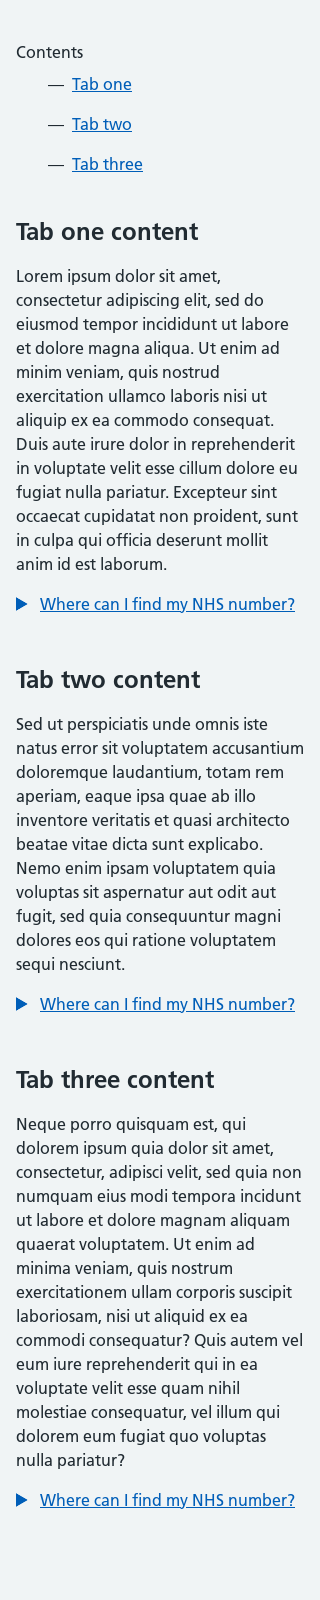 Contents
— Tab one
— Tab two
— Tab three
Tab one content
Lorem ipsum dolor sit amet,
consectetur adipiscing elit, sed do
eiusmod tempor incididunt ut labore
et dolore magna aliqua. Ut enim ad
minim veniam, quis nostrud
exercitation ullamco laboris nisi ut
aliquip ex ea commodo consequat.
Duis aute irure dolor in reprehenderit
in voluptate velit esse cillum dolore eu
fugiat nulla pariatur. Excepteur sint
occaecat cupidatat non proident, sunt
in culpa qui officia deserunt mollit
anim id est laborum.
Where can I find my NHS number?
Tab two content
Sed ut perspiciatis unde omnis iste
natus error sit voluptatem accusantium
doloremque laudantium, totam rem
aperiam, eaque ipsa quae ab illo
inventore veritatis et quasi architecto
beatae vitae dicta sunt explicabo.
Nemo enim ipsam voluptatem quia
voluptas sit aspernatur aut odit aut
fugit, sed quia consequuntur magni
dolores eos qui ratione voluptatem
sequi nesciunt.
Where can I find my NHS number?
Tab three content
Neque porro quisquam est, qui
dolorem ipsum quia dolor sit amet,
consectetur, adipisci velit, sed quia non
numquam eius modi tempora incidunt
ut labore et dolore magnam aliquam
quaerat voluptatem. Ut enim ad
minima veniam, quis nostrum
exercitationem ullam corporis suscipit
laboriosam, nisi ut aliquid ex ea
commodi consequatur? Quis autem vel
eum iure reprehenderit qui in ea
voluptate velit esse quam nihil
molestiae consequatur, vel illum qui
dolorem eum fugiat quo voluptas
nulla pariatur?
Where can I find my NHS number?